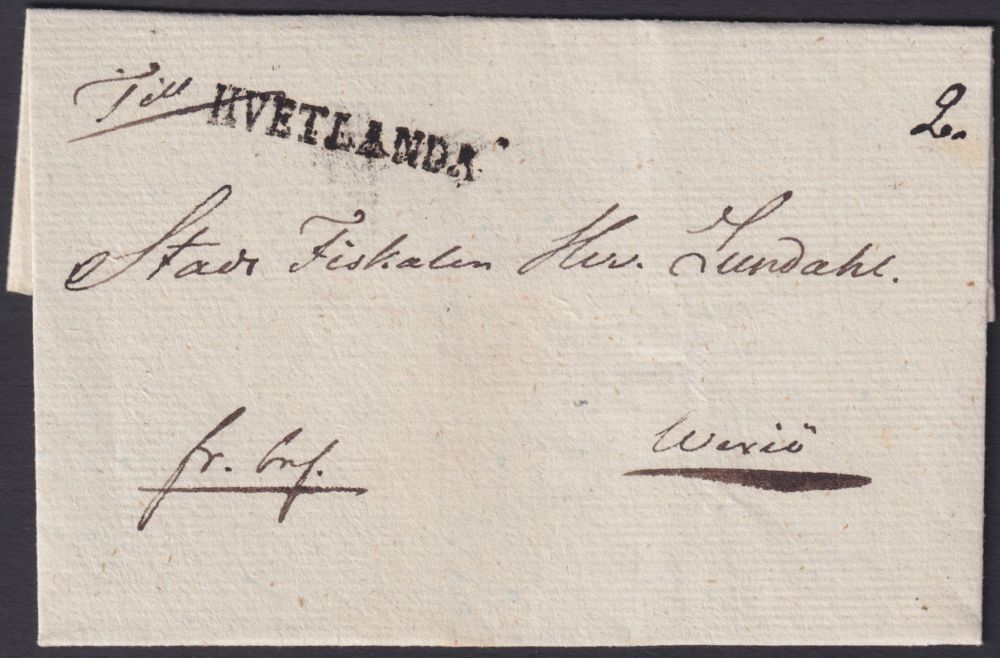 Till HVETLANDA 2.
Stads Fiskalen Herr. Lundahl.
fr. brf. Wexiö